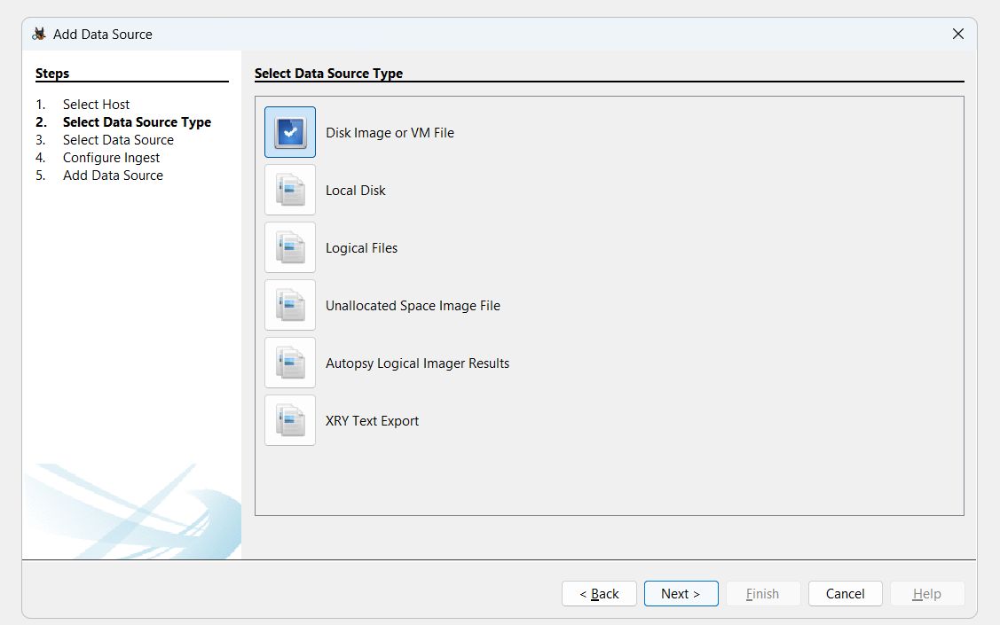 Add Data Source
Steps
1. Select Host
2. Select Data Source Type
3. Select Data Source
4. Configure Ingest
5. Add Data Source
Select Data Source Type
Disk Image or VM File
Local Disk
Logical Files
Unallocated Space Image File
Autopsy Logical Imager Results
XRY Text Export
< Back
Next >
Finish
Cancel
Help